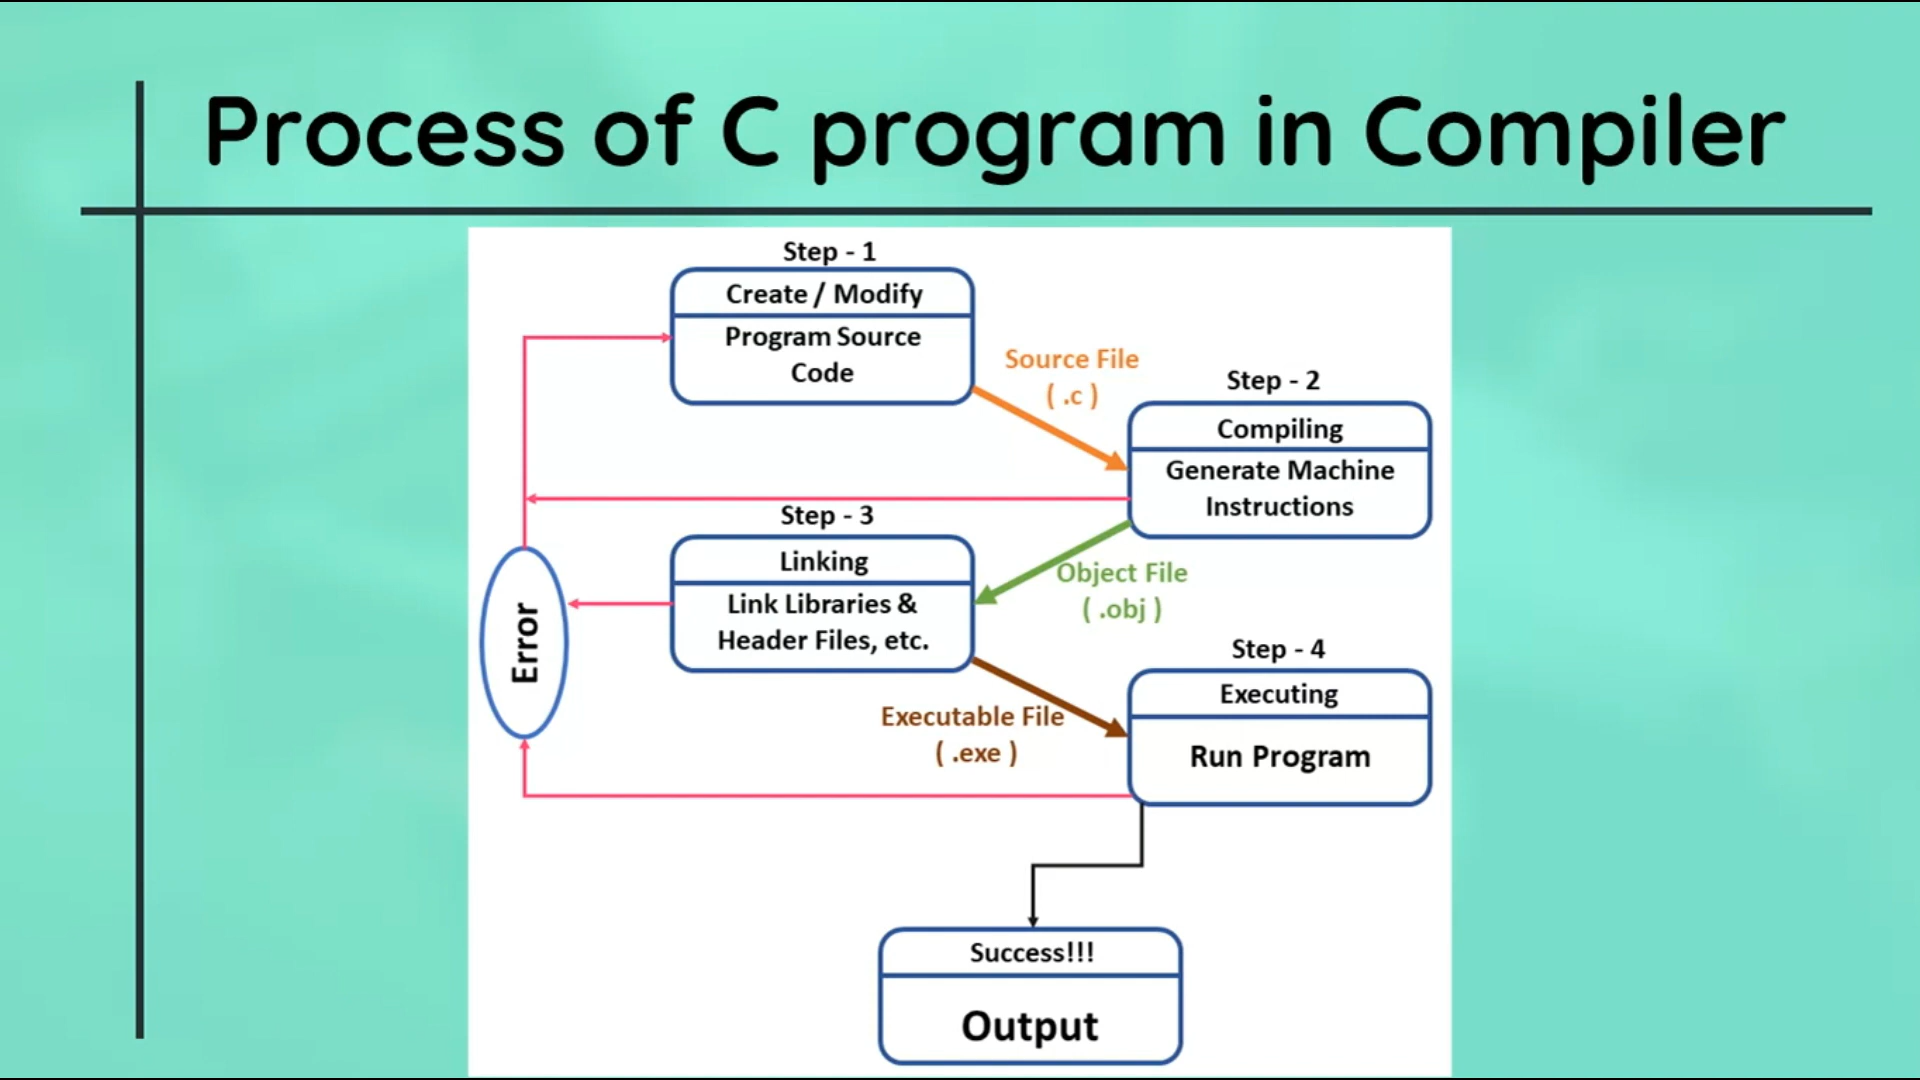 Process of C program in Compiler
Step - 1
Create / Modify
Program Source
Code
Source File
( .c )
Step - 2
Compiling
Generate Machine
Instructions
Step - 3
Linking
Link Libraries &
Header Files, etc.
Object File
( .obj )
Error
Step - 4
Executing
Run Program
Executable File
( .exe )
Success!!!
Output